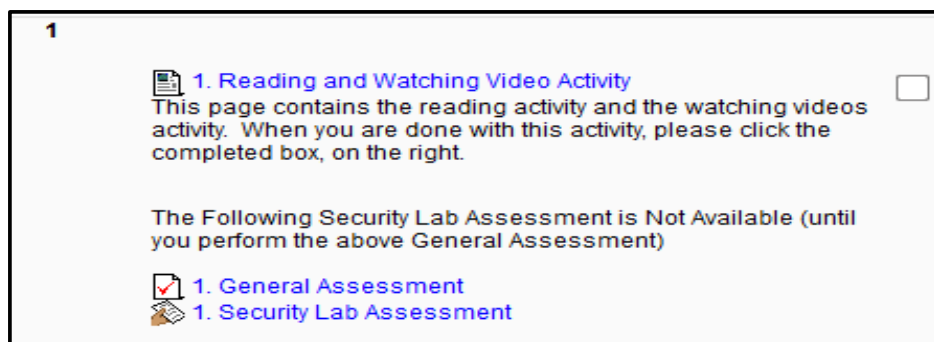 1
1. Reading and Watching Video Activity
This page contains the reading activity and the watching videos
activity. When you are done with this activity, please click the
completed box, on the right.
The Following Security Lab Assessment is Not Available (until
you perform the above General Assessment)
1. General Assessment
1. Security Lab Assessment